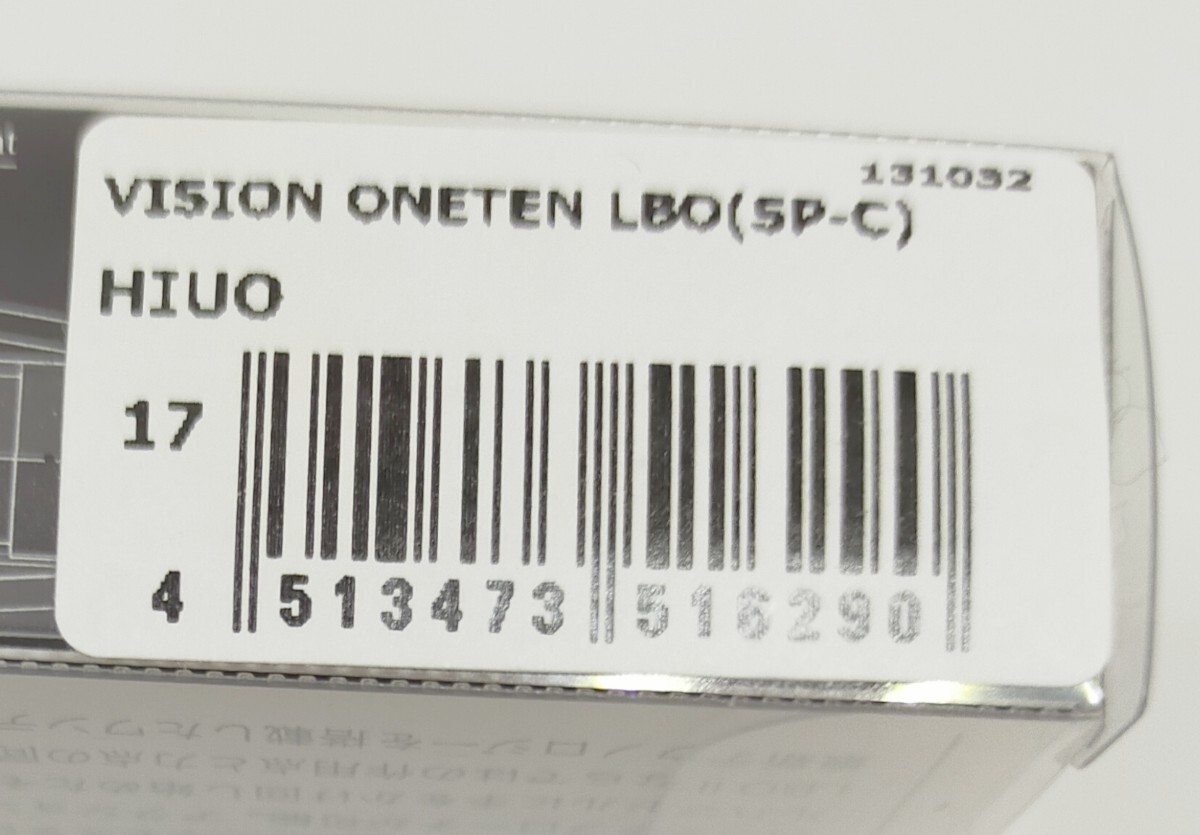 131032
VISION ONETEN LBO(SP-C)
HIUO
17
4 513473 516290